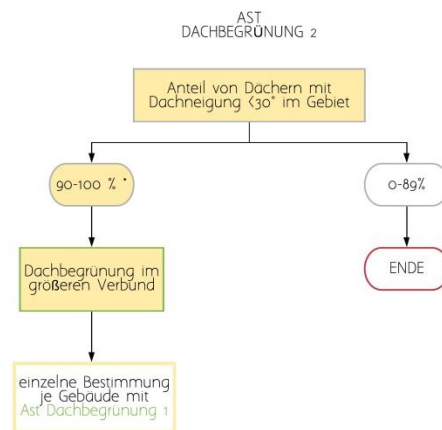 AST
DACHBEGRÜNUNG 2
Anteil von Dächern mit
Dachneigung <30° im Gebiet
90-100 % *
0-89%
Dachbegrünung im
größeren Verbund
ENDE
einzelne Bestimmung
je Gebäude mit
Ast Dachbegrünung 1